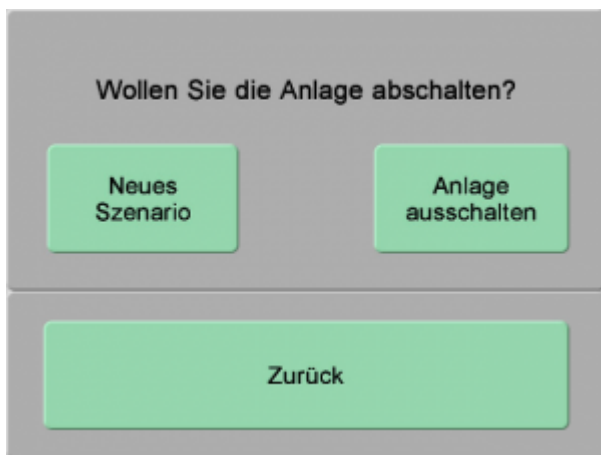 Wollen Sie die Anlage abschalten?
Neues
Szenario
Anlage
ausschalten
Zurück